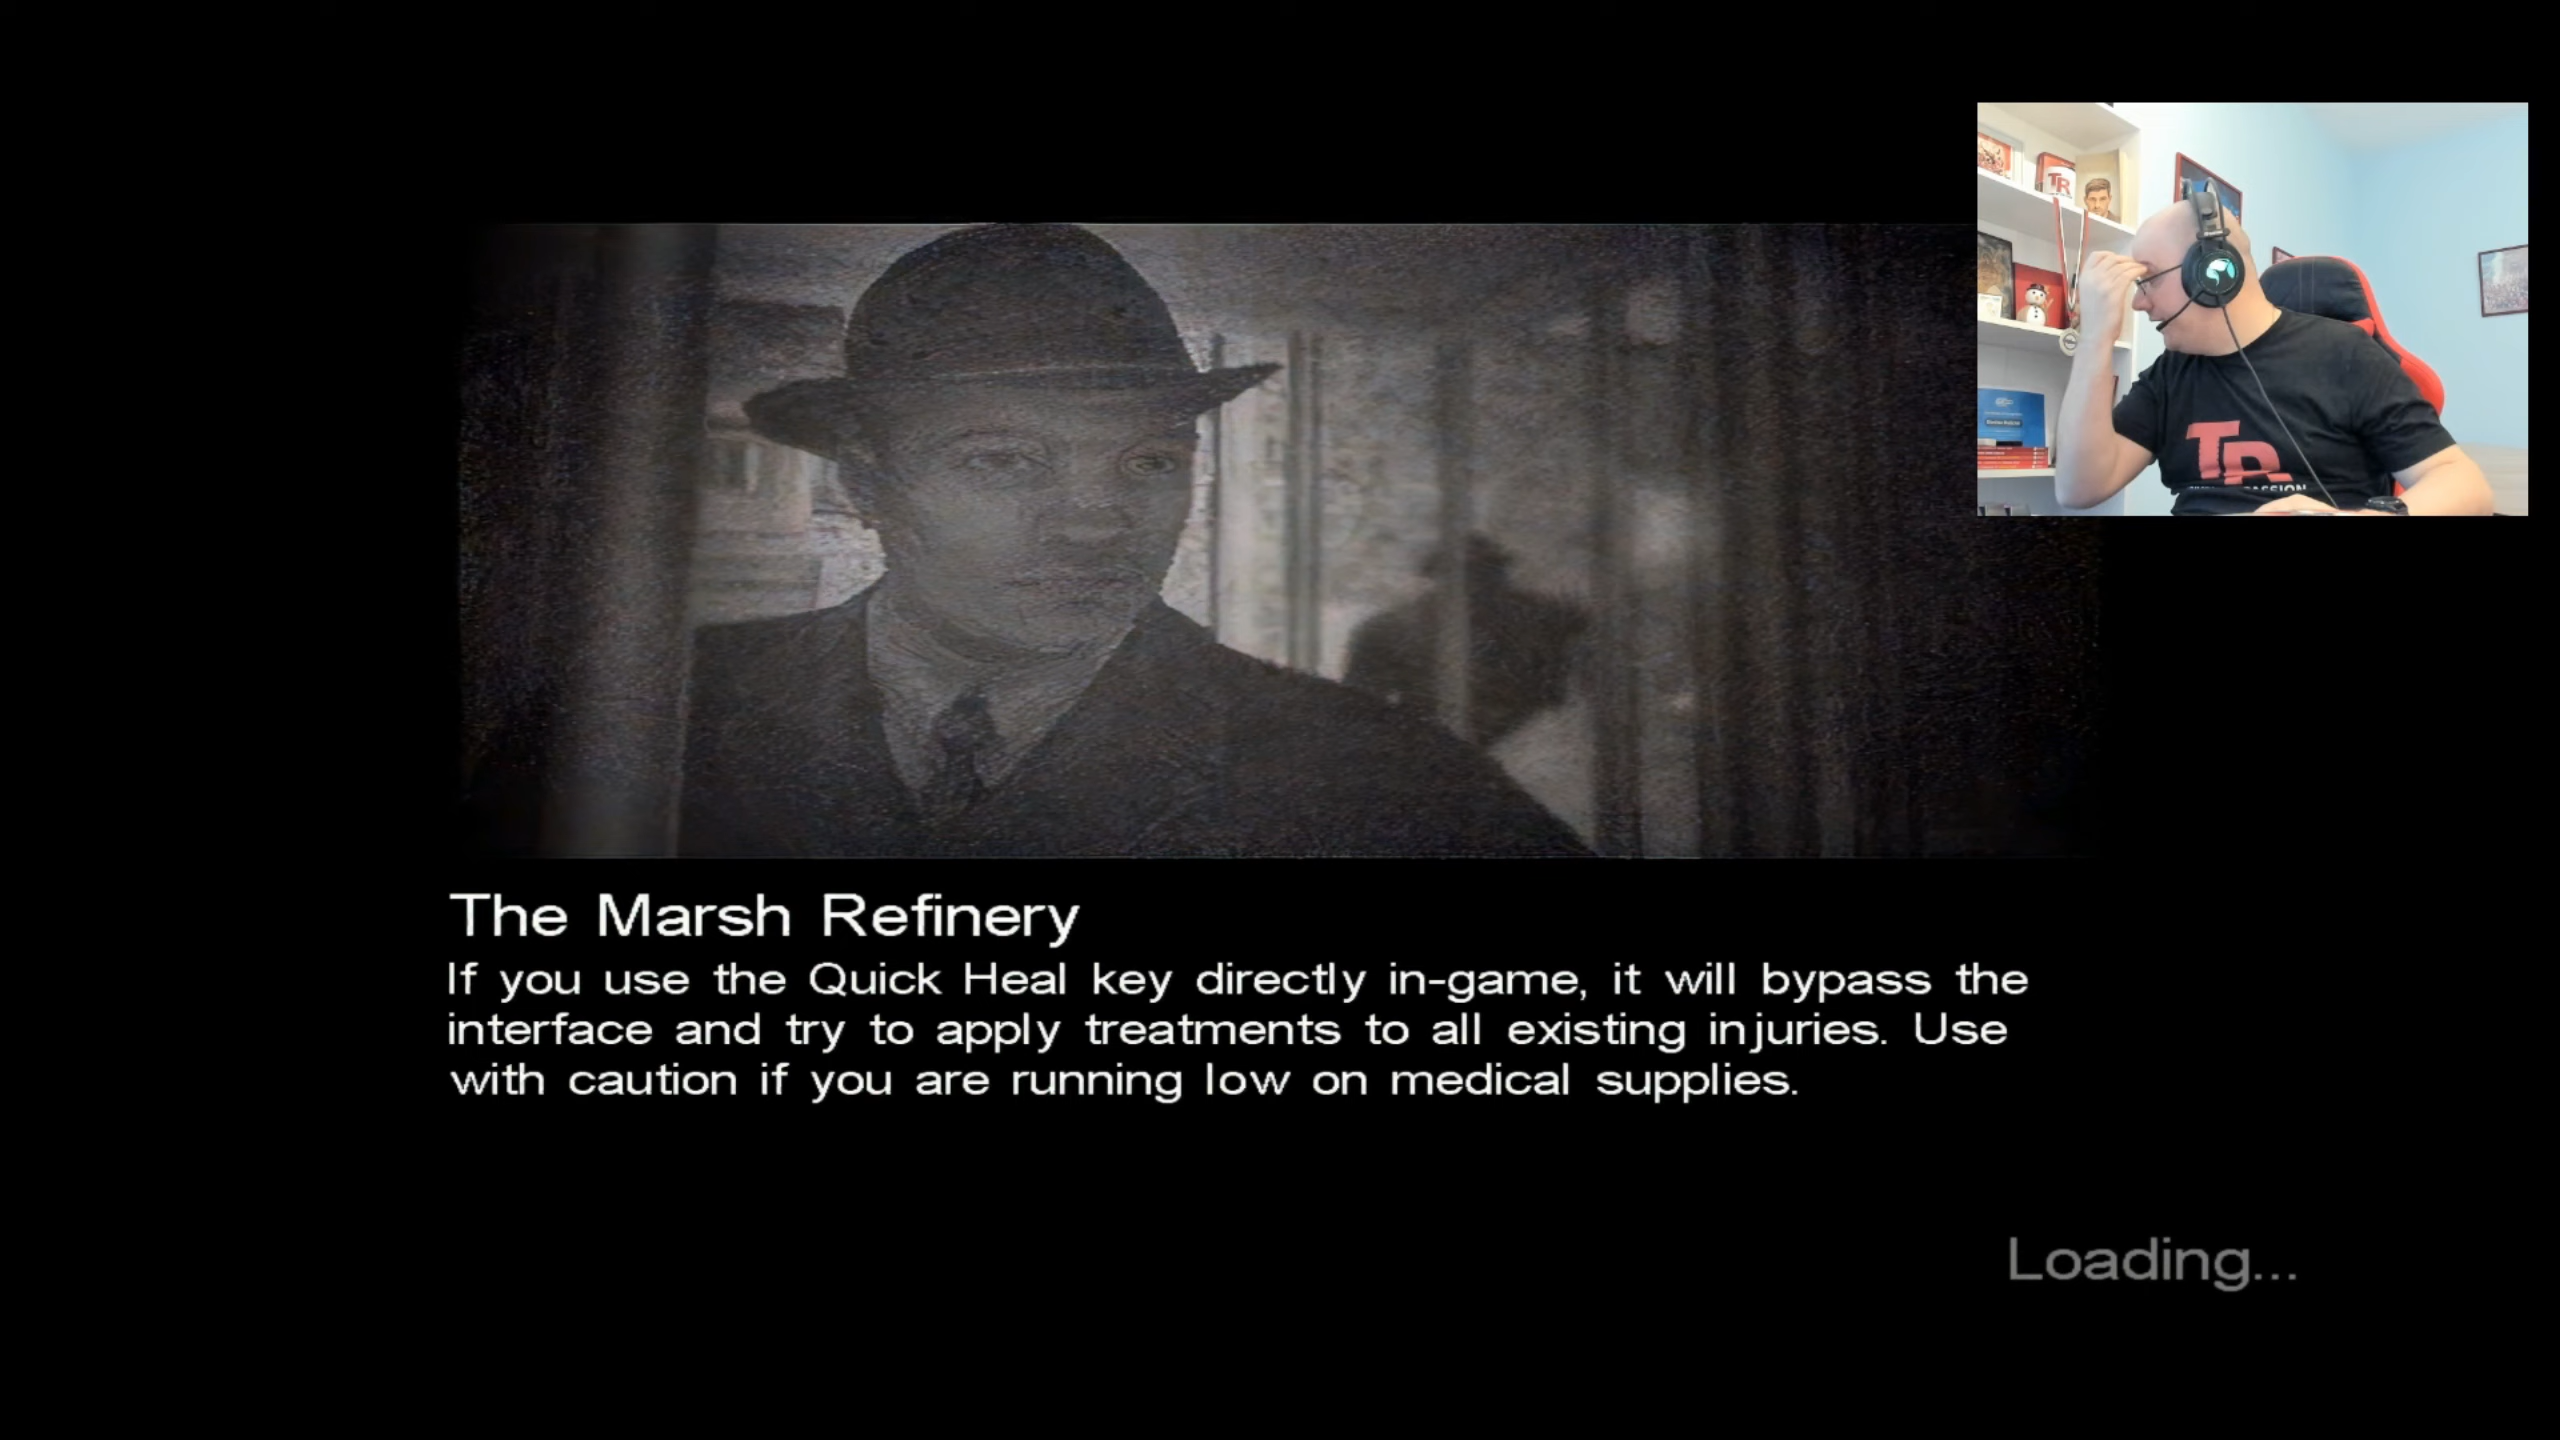 TR
TR
The Marsh Refinery
If you use the Quick Heal key directly in-game, it will bypass the
interface and try to apply treatments to all existing injuries. Use
with caution if you are running low on medical supplies.
Loading...